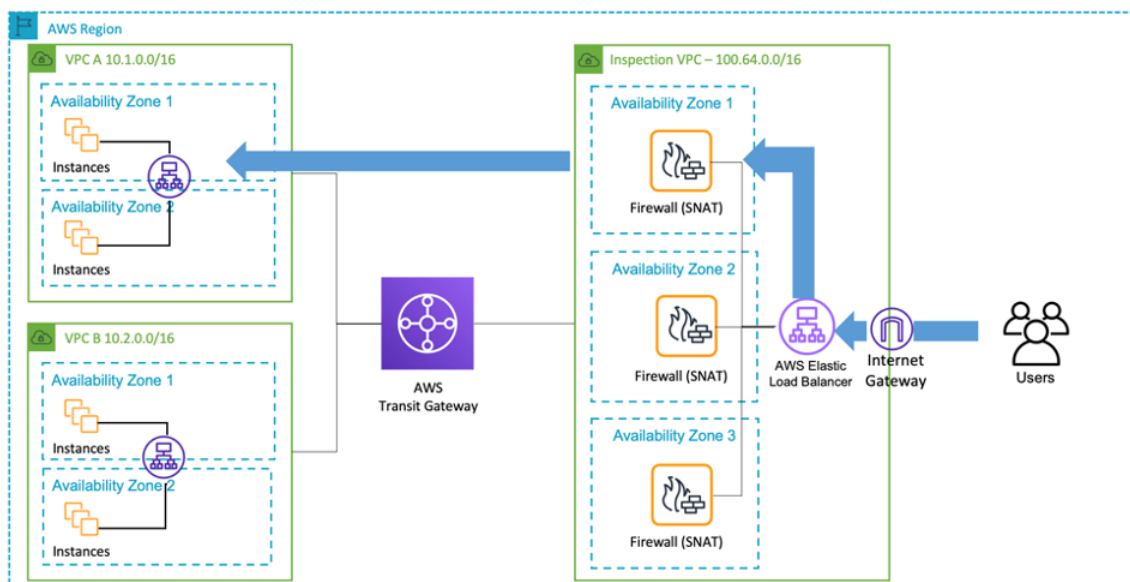 AWS Region
VPC A 10.1.0.0/16
Availability Zone 1
Instances
Availability Zone 2
Instances
VPC B 10.2.0.0/16
Availability Zone 1
Instances
Availability Zone 2
Instances
AWS
Transit Gateway
Inspection VPC – 100.64.0.0/16
Availability Zone 1
Firewall (SNAT)
Availability Zone 2
Firewall (SNAT)
Availability Zone 3
Firewall (SNAT)
AWS Elastic
Load Balancer
Internet
Gateway
Users